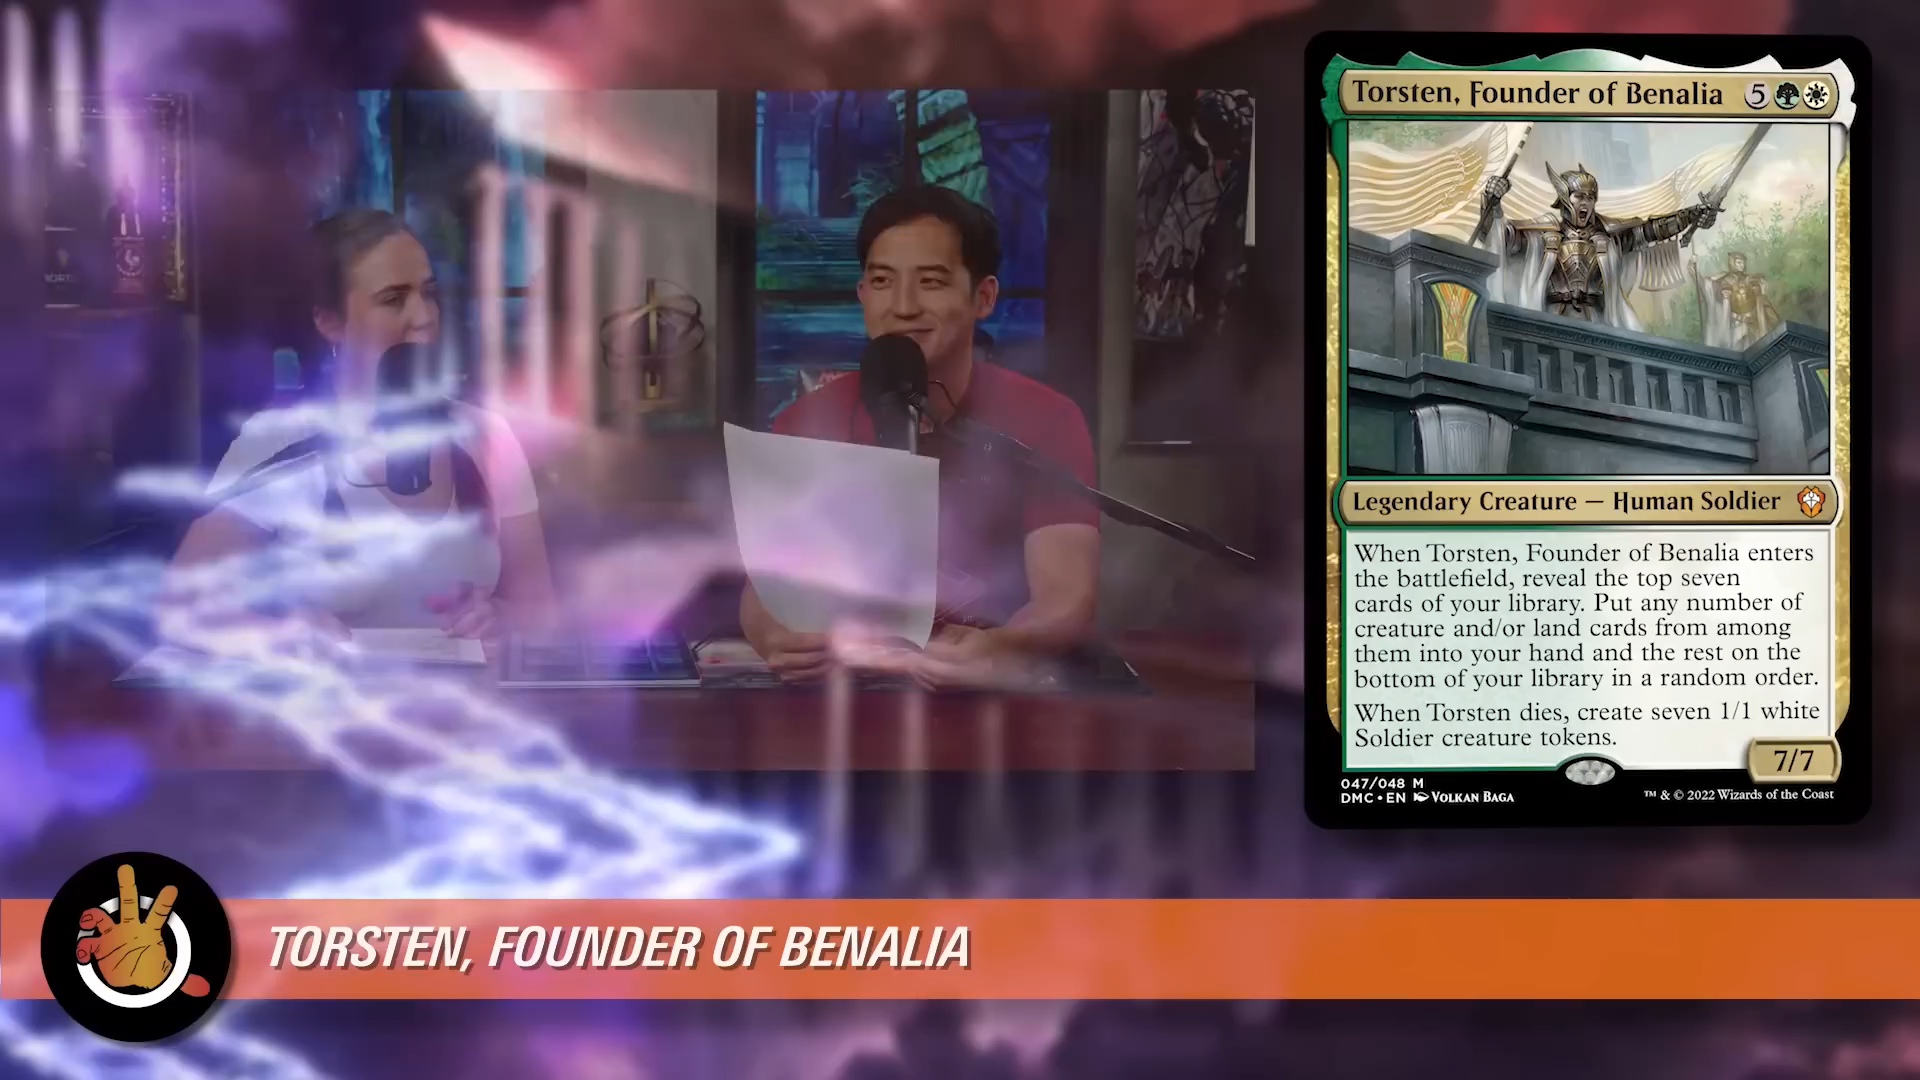 Torsten, Founder of Benalia 5
Legendary Creature — Human Soldier
When Torsten, Founder of Benalia enters
the battlefield, reveal the top seven
cards of your library. Put any number of
creature and/or land cards from among
them into your hand and the rest on the
bottom of your library in a random order.
When Torsten dies, create seven 1/1 white
Soldier creature tokens.
7/7
047/048 M
DMC • EN VOLKAN BAGA
™ & © 2022 Wizards of the Coast
TORSTEN, FOUNDER OF BENALIA